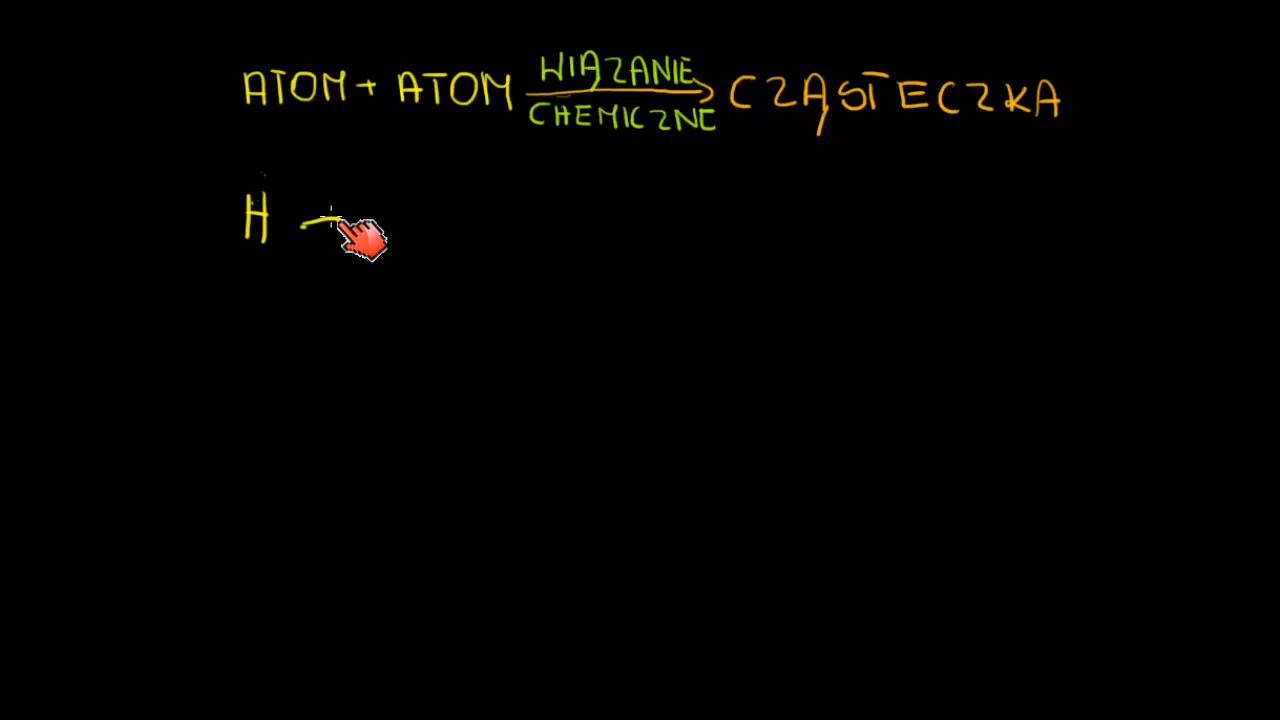 ATOM + ATOM WIĄZANIE CHEMICZNE → CZĄSTECZKA
H